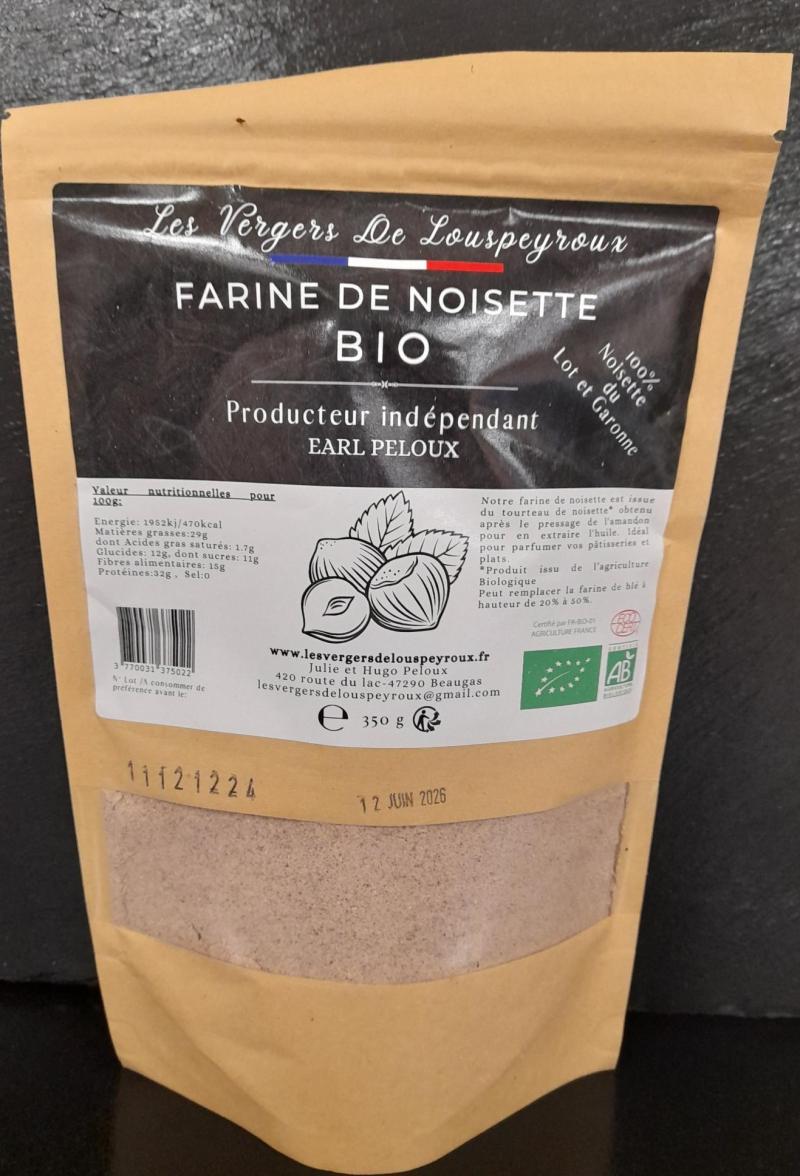 Les Vergers De Louspeyroux
FARINE DE NOISETTE
BIO
100%
Noisette
du
Lot et Garonne
Producteur indépendant
EARL PELOUX
Valeur nutritionnelles pour
100g:
Energie: 1952kj/470kcal
Matières grasses:29g
dont Acides gras saturés: 1.7g
Glucides: 12g, dont sucres: 11g
Fibres alimentaires: 15g
Protéines:32g , Sel:0
Notre farine de noisette est issue
du tourteau de noisette* obtenu
après le pressage de l'amandon
pour en extraire l'huile. Idéal
pour parfumer vos pâtisseries et
plats.
*Produit issu de l'agriculture
Biologique
Peut remplacer la farine de blé à
hauteur de 20% à 50%.
3 770031 375022
N° Lot /A consommer de
préférence avant le:
www.lesvergersdelouspeyroux.fr
Julie et Hugo Peloux
420 route du lac-47290 Beaugas
lesvergersdelouspeyroux@gmail.com
e 350 g
Certifié par FR-BIO-01
AGRICULTURE FRANCE
ECO
CERT
CERTIFIÉ
AB
AGRICULTURE
BIOLOGIQUE
11121224
12 JUIN 2026